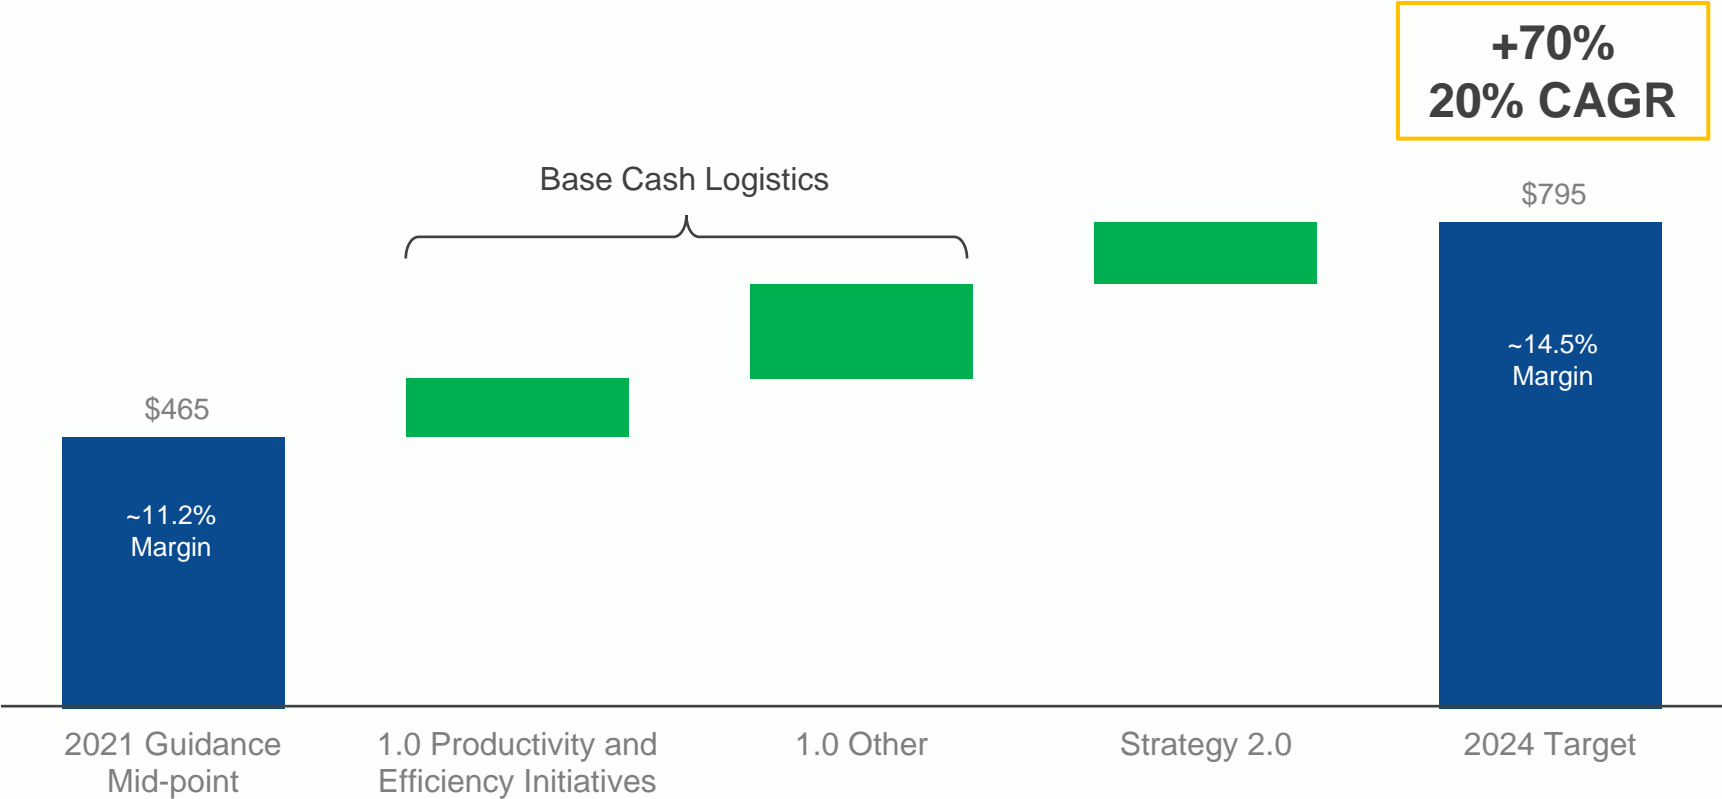 +70%
20% CAGR
Base Cash Logistics
$795
~14.5%
Margin
$465
~11.2%
Margin
2021 Guidance
Mid-point
1.0 Productivity and
Efficiency Initiatives
1.0 Other
Strategy 2.0
2024 Target